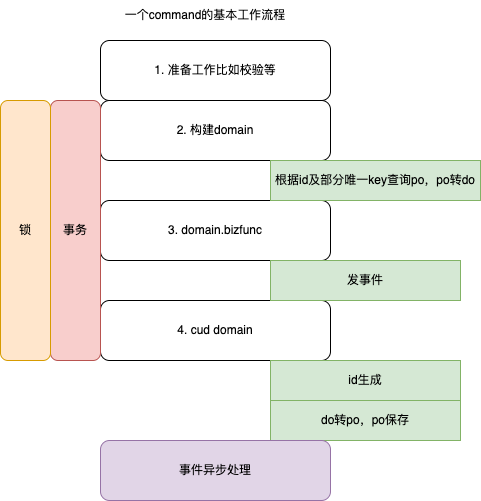 一个command的基本工作流程
1. 准备工作比如校验等
2. 构建domain
根据id及部分唯一key查询po，po转do
锁
事务
3. domain.bizfunc
发事件
4. cud domain
id生成
do转po，po保存
事件异步处理